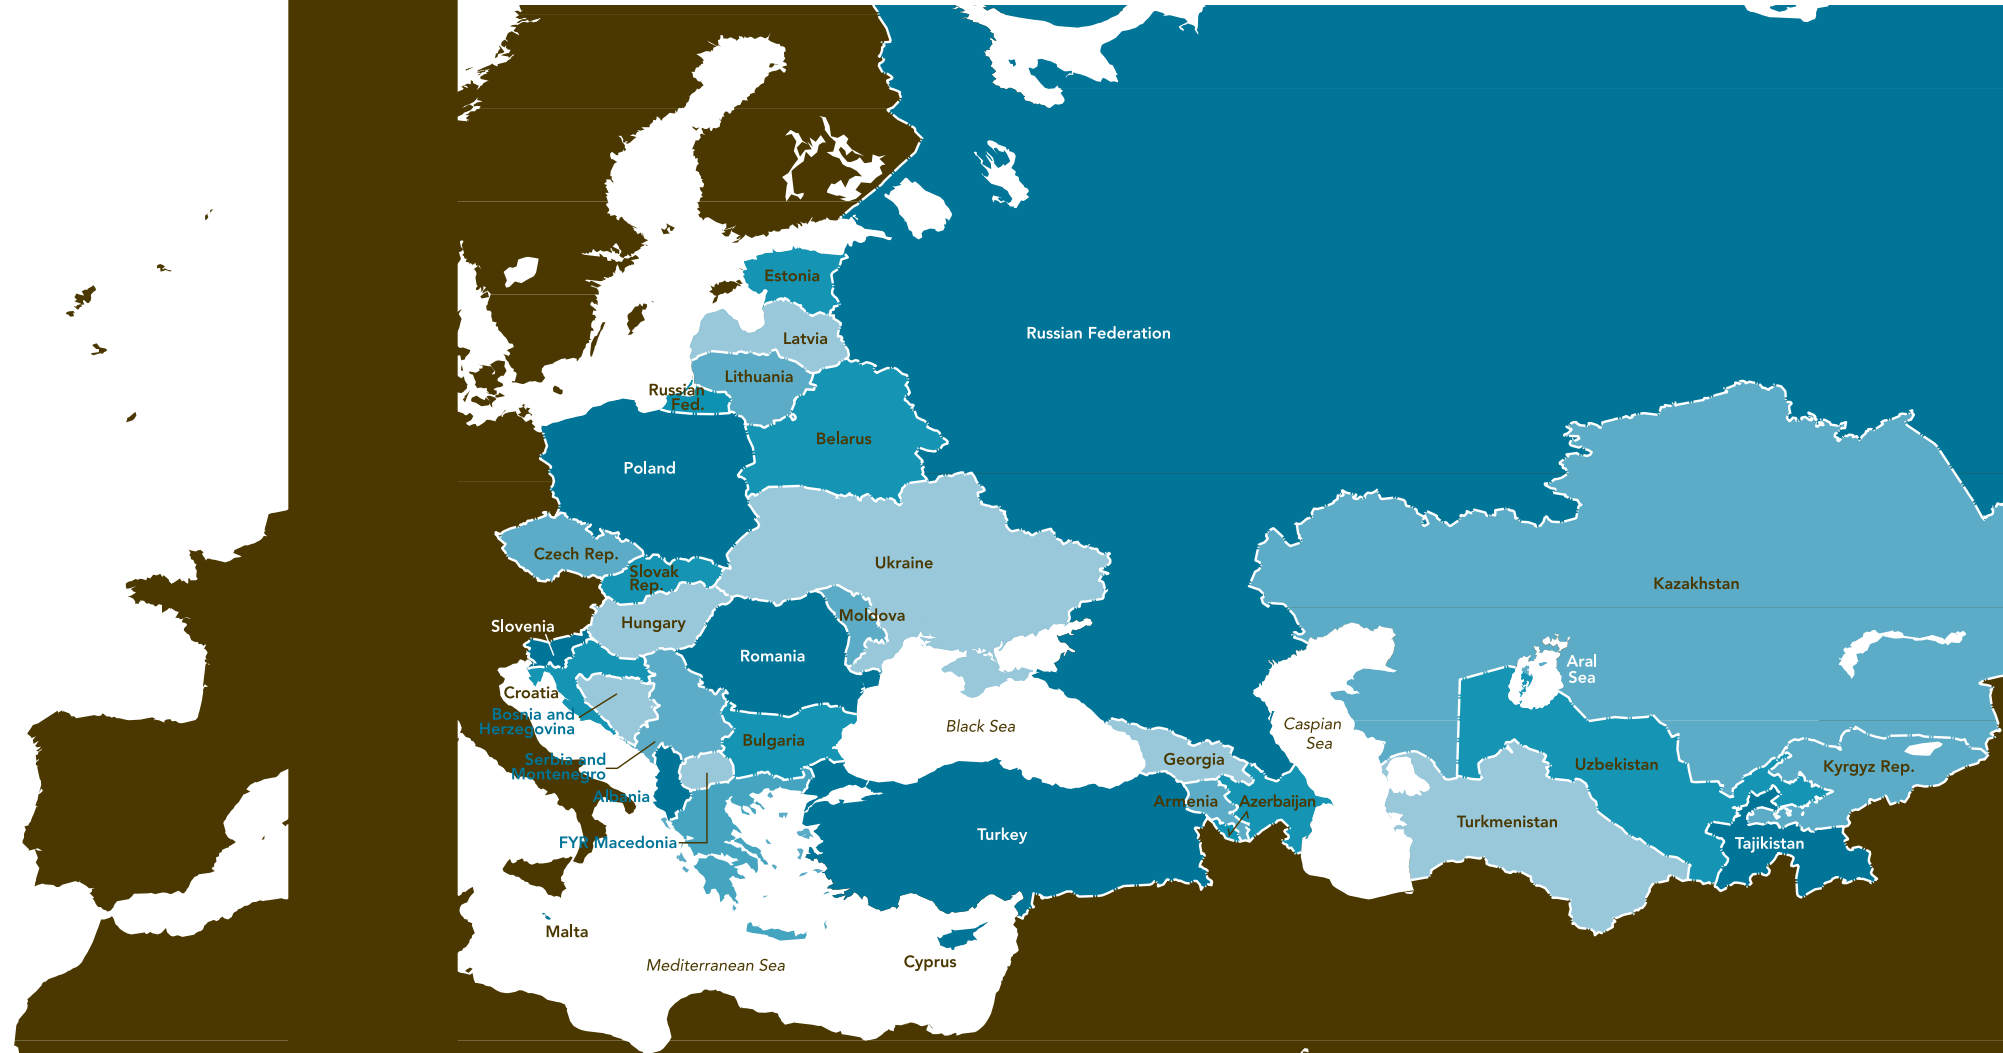 Estonia
Russian Federation
Latvia
Lithuania
Russian
Fed.
Belarus
Poland
Czech Rep.
Ukraine
Slovak
Rep.
Kazakhstan
Moldova
Hungary
Slovenia
Romania
Aral
Sea
Croatia
Bosnia and
Herzegovina
Black Sea
Caspian
Sea
Bulgaria
Serbia and
Montenegro
Georgia
Uzbekistan
Kyrgyz Rep.
Albania
Armenia
Azerbaijan
Turkmenistan
Turkey
FYR Macedonia
Tajikistan
Malta
Mediterranean Sea
Cyprus